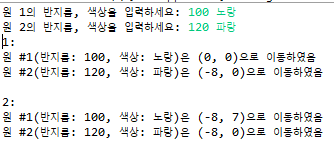 원 1의 반지름, 색상을 입력하세요: 100 노랑
원 2의 반지름, 색상을 입력하세요: 120 파랑
1:
원 #1(반지름: 100, 색상: 노랑)은 (0, 0)으로 이동하였음
원 #2(반지름: 120, 색상: 파랑)은 (-8, 0)으로 이동하였음
2:
원 #1(반지름: 100, 색상: 노랑)은 (-8, 7)으로 이동하였음
원 #2(반지름: 120, 색상: 파랑)은 (-8, 0)으로 이동하였음